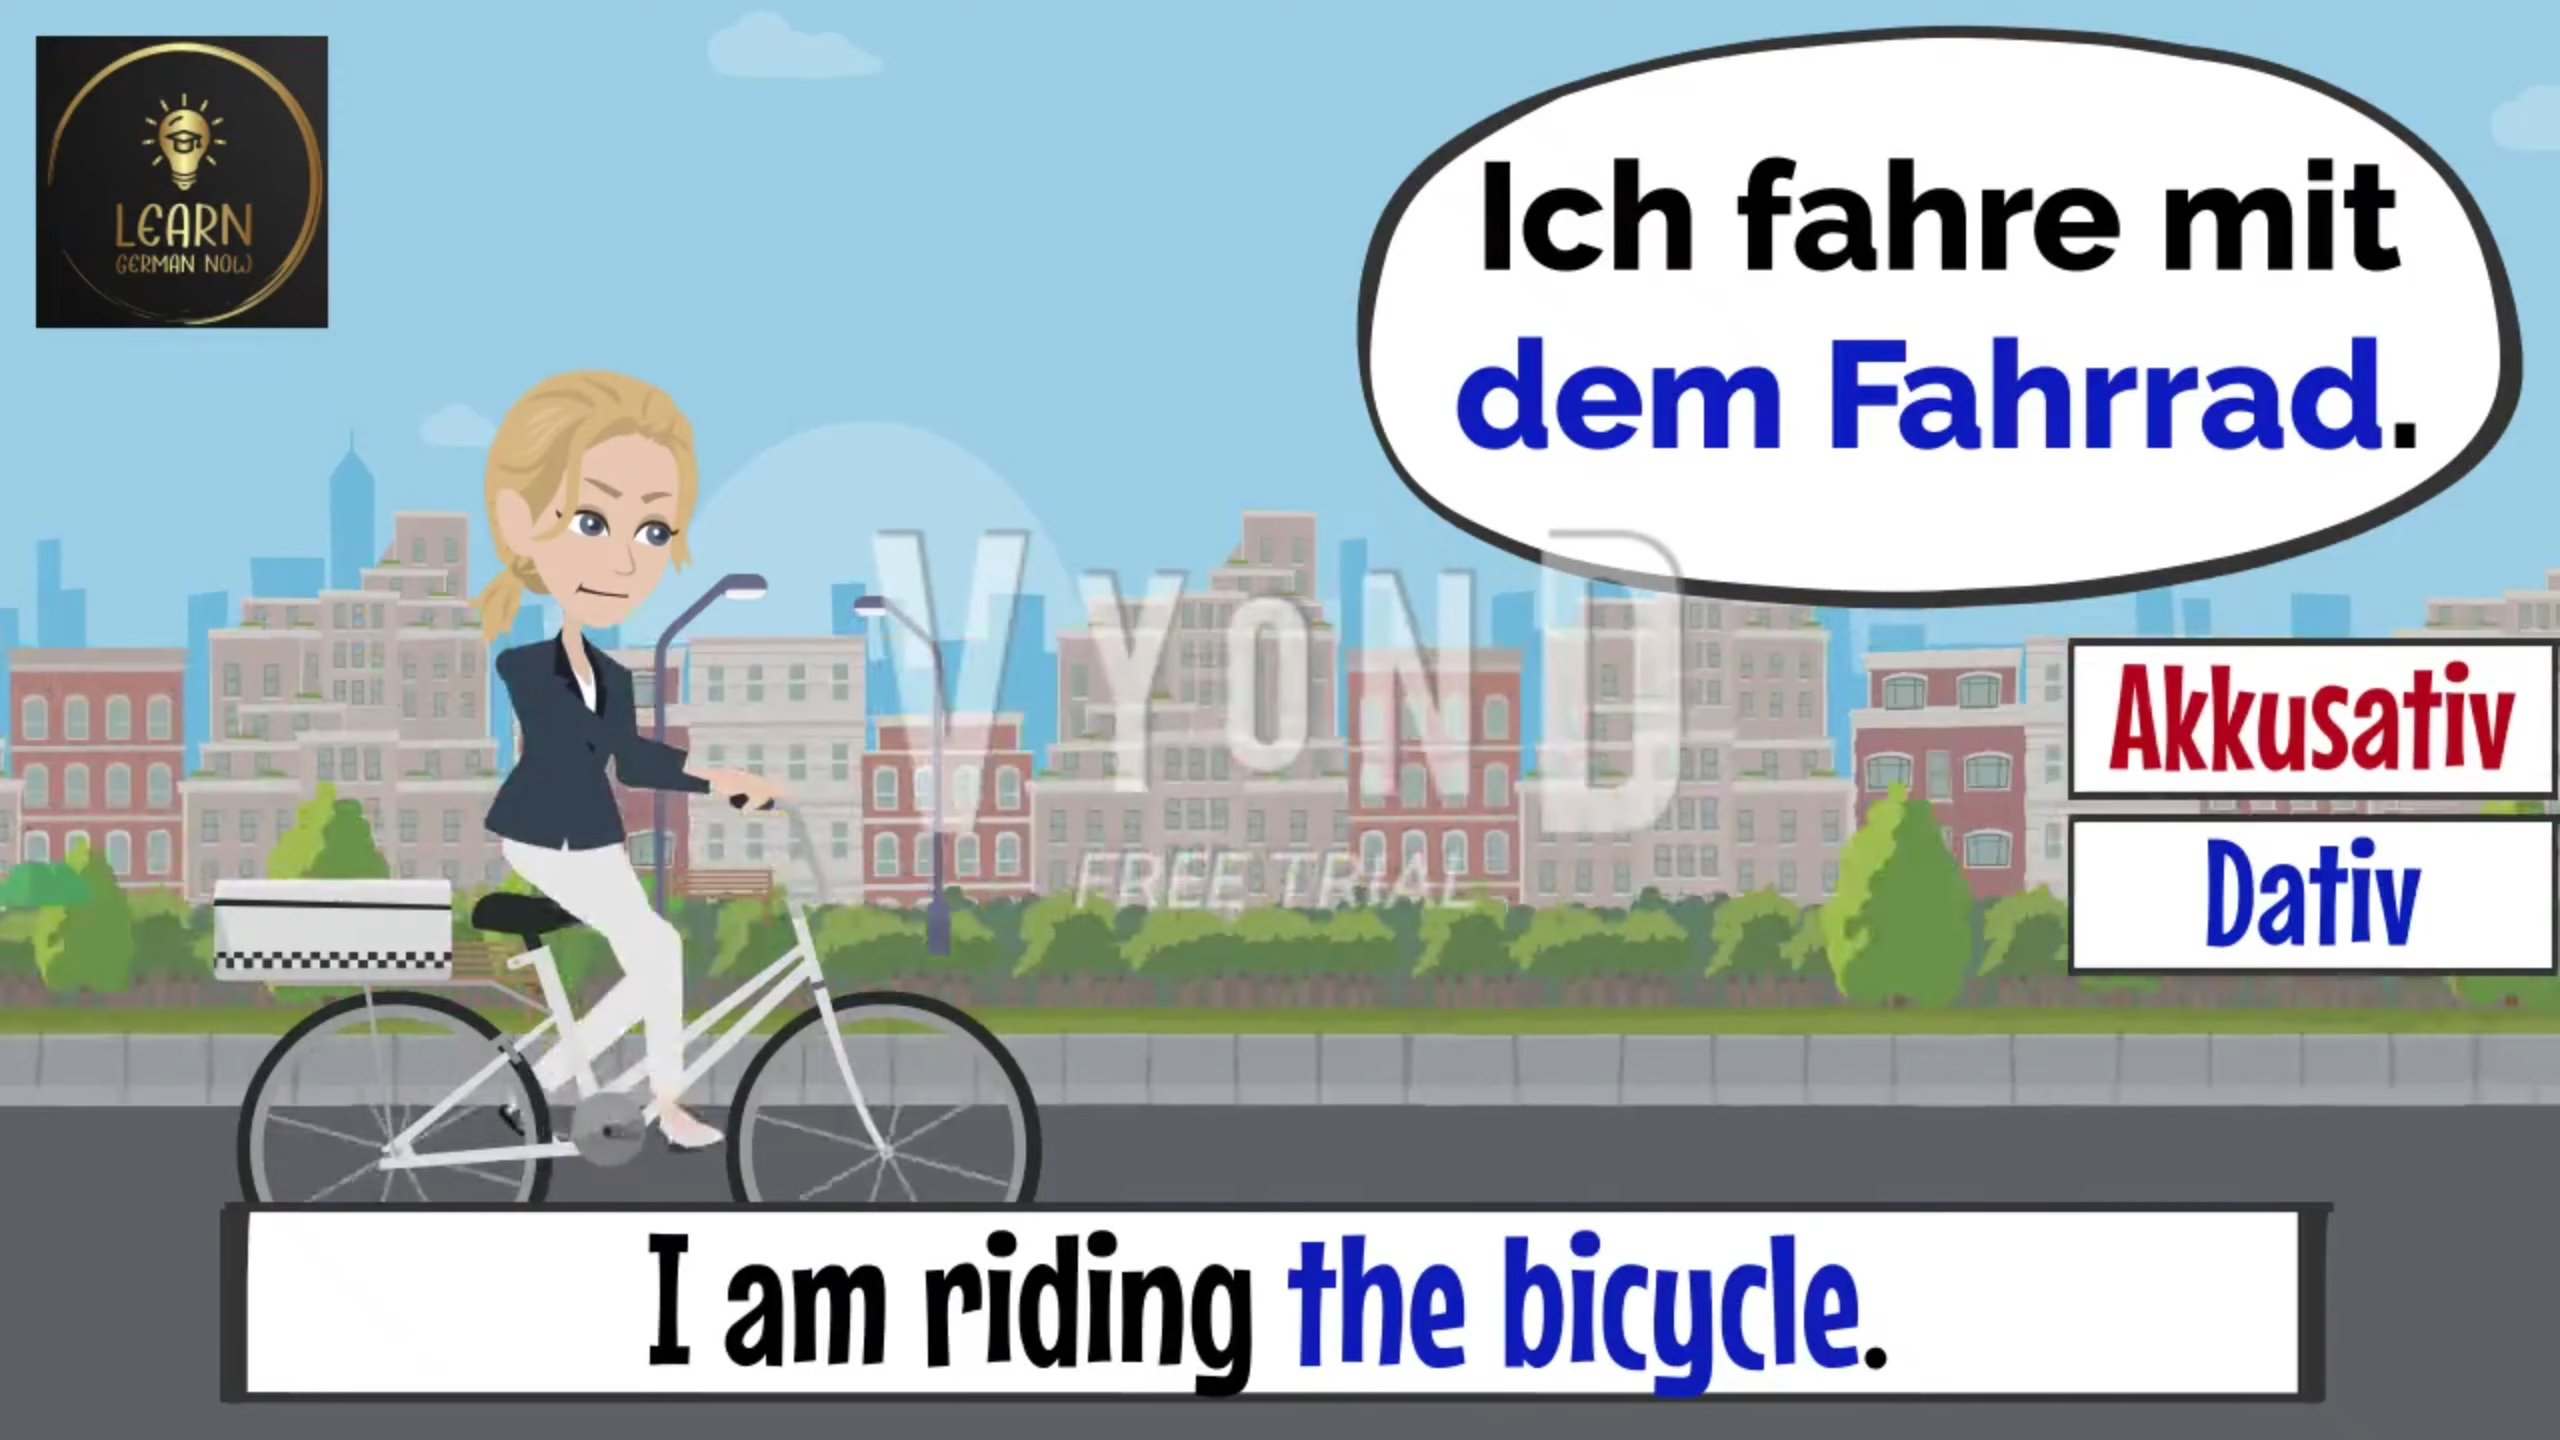 LEARN
GERMAN NOW
Ich fahre mit
dem Fahrrad.
VYOND
FREE TRIAL
Akkusativ
Dativ
I am riding the bicycle.